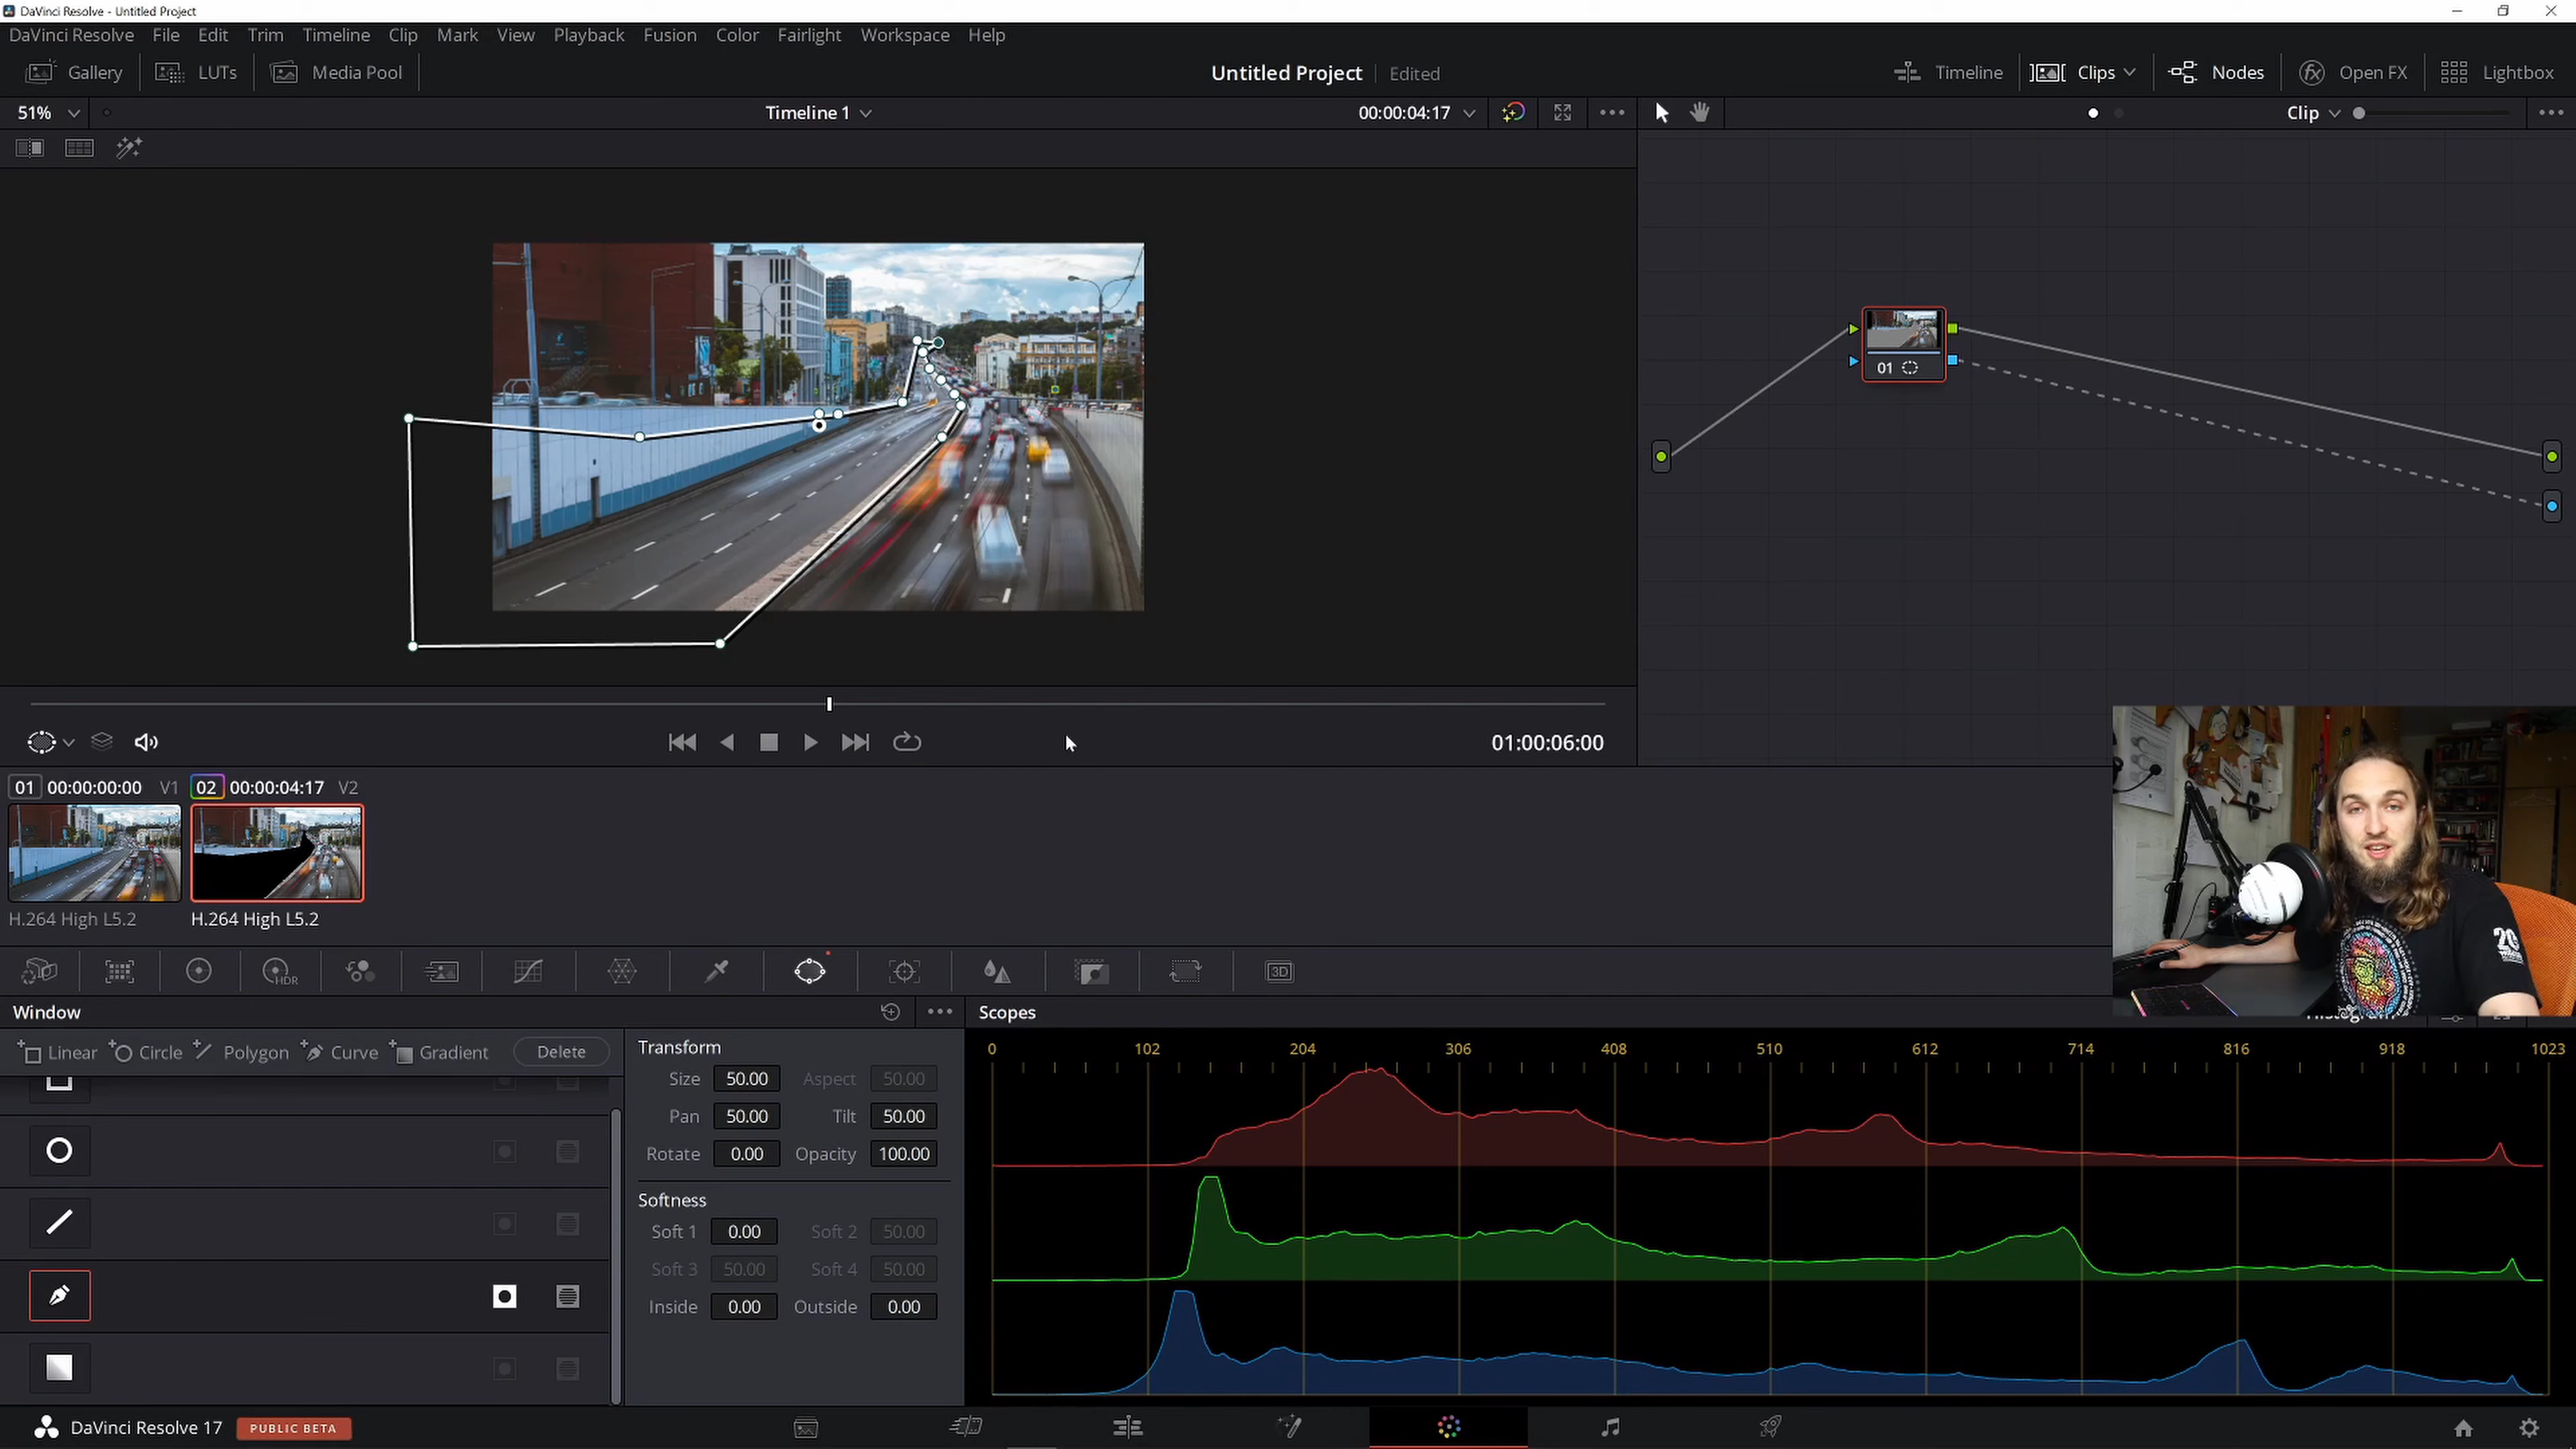 DaVinci Resolve - Untitled Project
DaVinci Resolve File Edit Trim Timeline Clip Mark View Playback Fusion Color Fairlight Workspace Help
Gallery LUTs Media Pool Untitled Project Edited Timeline Clips Nodes Open FX Lightbox
51% Timeline 1 00:00:04:17 Clip
01
01:00:06:00
01 00:00:00:00 V1 02 00:00:04:17 V2
H.264 High L5.2 H.264 High L5.2
HDR 3D
20
Window Scopes
Linear Circle Polygon Curve Gradient Delete
Transform
Size 50.00 Aspect 50.00
Pan 50.00 Tilt 50.00
Rotate 0.00 Opacity 100.00
Softness
Soft 1 0.00 Soft 2 50.00
Soft 3 50.00 Soft 4 50.00
Inside 0.00 Outside 0.00
0 102 204 306 408 510 612 714 816 918 1023
DaVinci Resolve 17 PUBLIC BETA